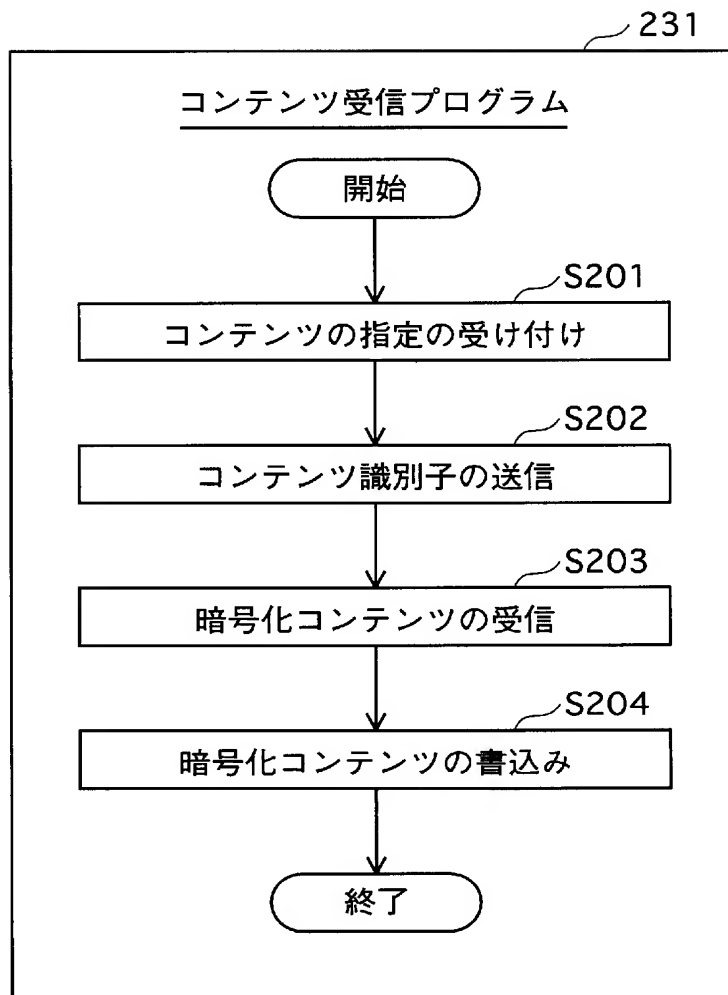 231
コンテンツ受信プログラム
開始
S201
コンテンツの指定の受け付け
S202
コンテンツ識別子の送信
S203
暗号化コンテンツの受信
S204
暗号化コンテンツの書込み
終了